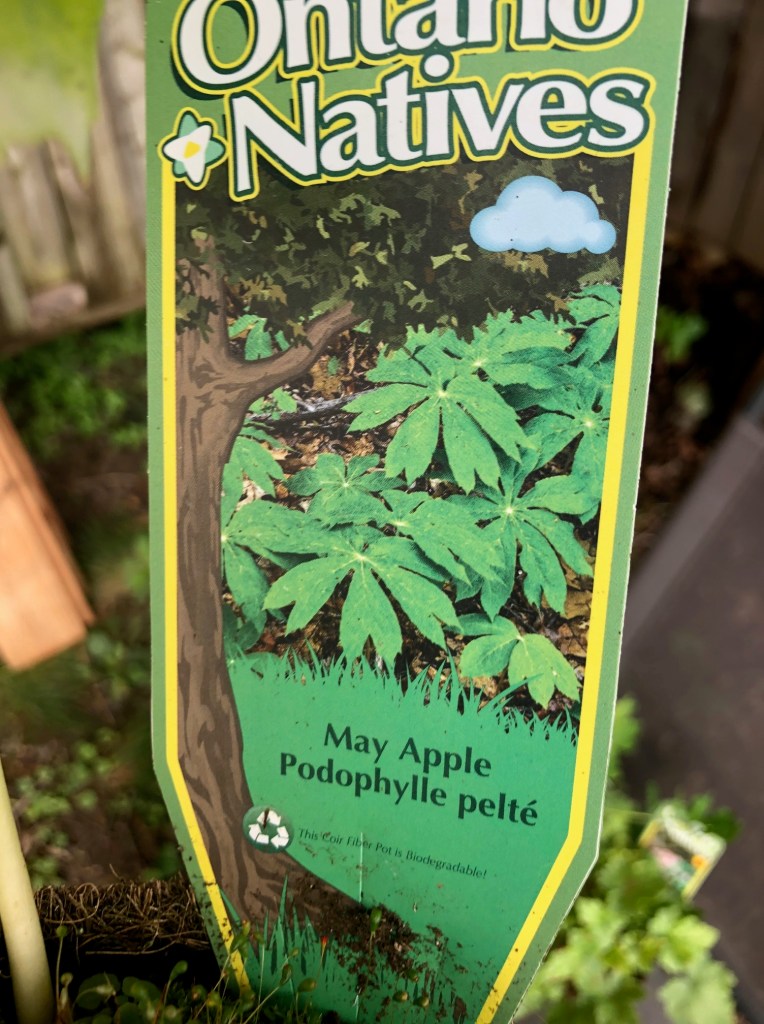 Ontario
Natives
May Apple
Podophylle pelté
This Coir Fiber Pot is Biodegradable!